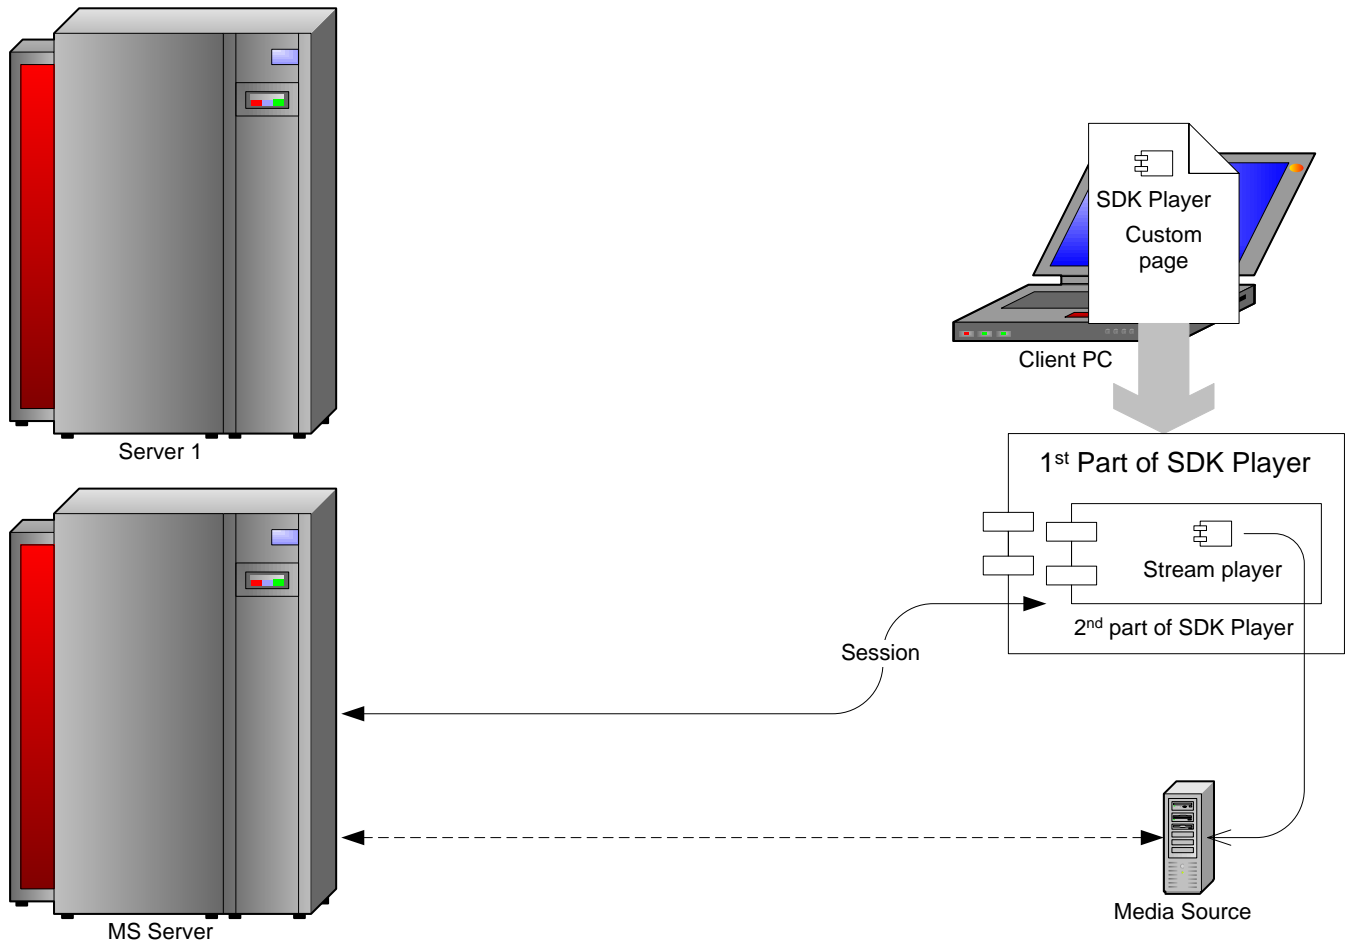 SDK Player
Custom
page
Client PC
Server 1
1st Part of SDK Player
Stream player
2nd part of SDK Player
Session
Media Source
MS Server